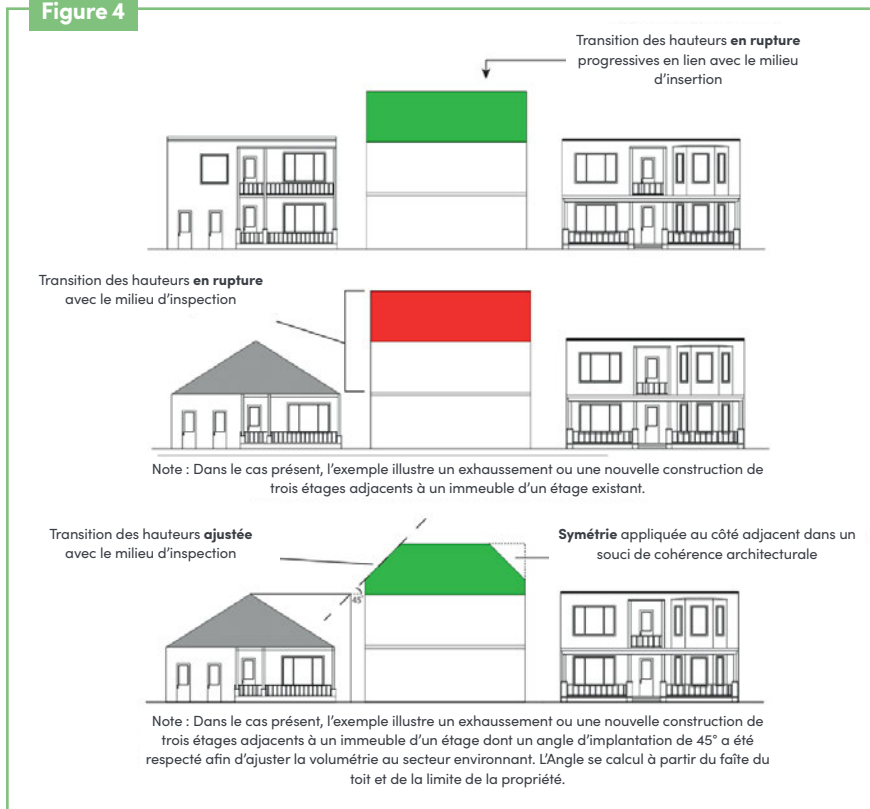 Figure 4
Transition des hauteurs en rupture
progressives en lien avec le milieu
d'insertion
Transition des hauteurs en rupture
avec le milieu d'inspection
Note : Dans le cas présent, l'exemple illustre un exhaussement ou une nouvelle construction de
trois étages adjacents à un immeuble d'un étage existant.
Transition des hauteurs ajustée
avec le milieu d'inspection
Symétrie appliquée au côté adjacent dans un
souci de cohérence architecturale
45°
Note : Dans le cas présent, l'exemple illustre un exhaussement ou une nouvelle construction de
trois étages adjacents à un immeuble d'un étage dont un angle d'implantation de 45° a été
respecté afin d'ajuster la volumétrie au secteur environnant. L'Angle se calcul à partir du faîte du
toit et de la limite de la propriété.